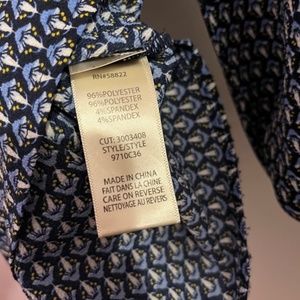 RN#58822
96%POLYESTER
96%POLYESTER
4%SPANDEX
4%SPANDEX
CUT: 3003408
STYLE/STYLE
9710C36
MADE IN CHINA
FAIT DANS LA CHINE
CARE ON REVERSE
NETTOYAGE AU REVERS